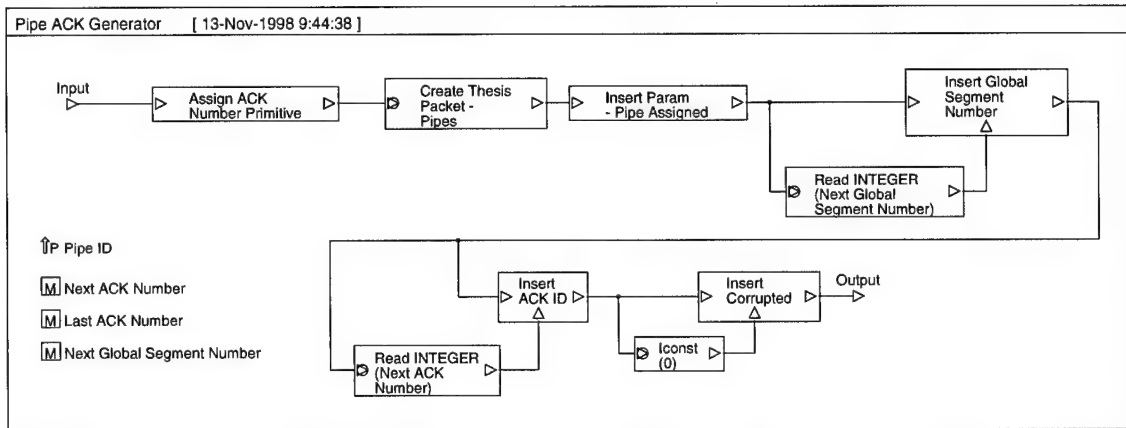 Pipe ACK Generator [ 13-Nov-1998 9:44:38 ]
Input
Assign ACK
Number Primitive
Create Thesis
Packet -
Pipes
Insert Param
- Pipe Assigned
Insert Global
Segment
Number
Read INTEGER
(Next Global
Segment Number)
⇑P Pipe ID
M Next ACK Number
M Last ACK Number
M Next Global Segment Number
Insert
ACK ID
Insert
Corrupted
Output
Read INTEGER
(Next ACK
Number)
Iconst
(0)